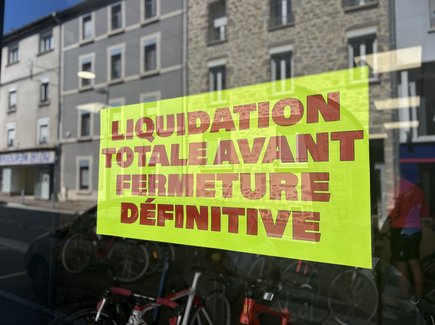 LIQUIDATION
TOTALE AVANT
FERMETURE
DÉFINITIVE